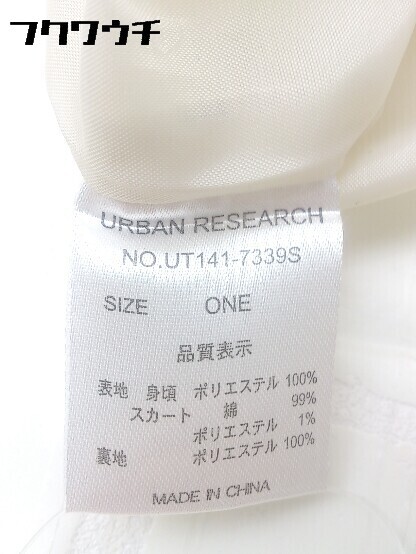 フクワウチ
URBAN RESEARCH
NO.UT141-7339S
SIZE ONE
品質表示
表地 身頃 ポリエステル 100%
スカート 綿 99%
ポリエステル 1%
裏地 ポリエステル 100%
MADE IN CHINA